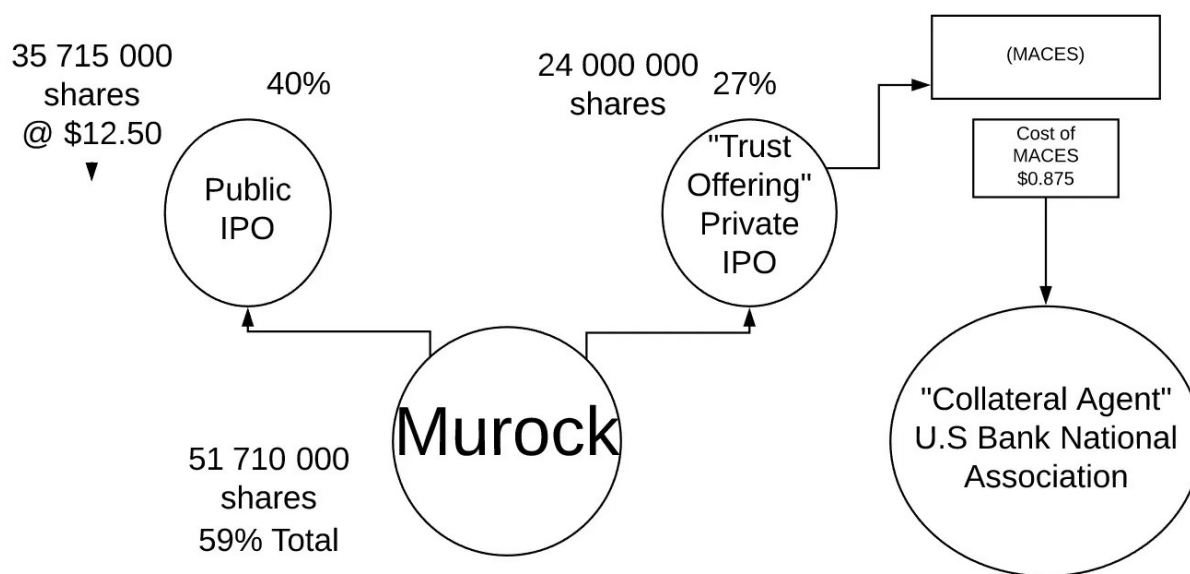 35 715 000
shares
@ $12.50
40%
Public
IPO
24 000 000
shares
27%
"Trust
Offering"
Private
IPO
(MACES)
Cost of
MACES
$0.875
Murock
51 710 000
shares
59% Total
"Collateral Agent"
U.S Bank National
Association